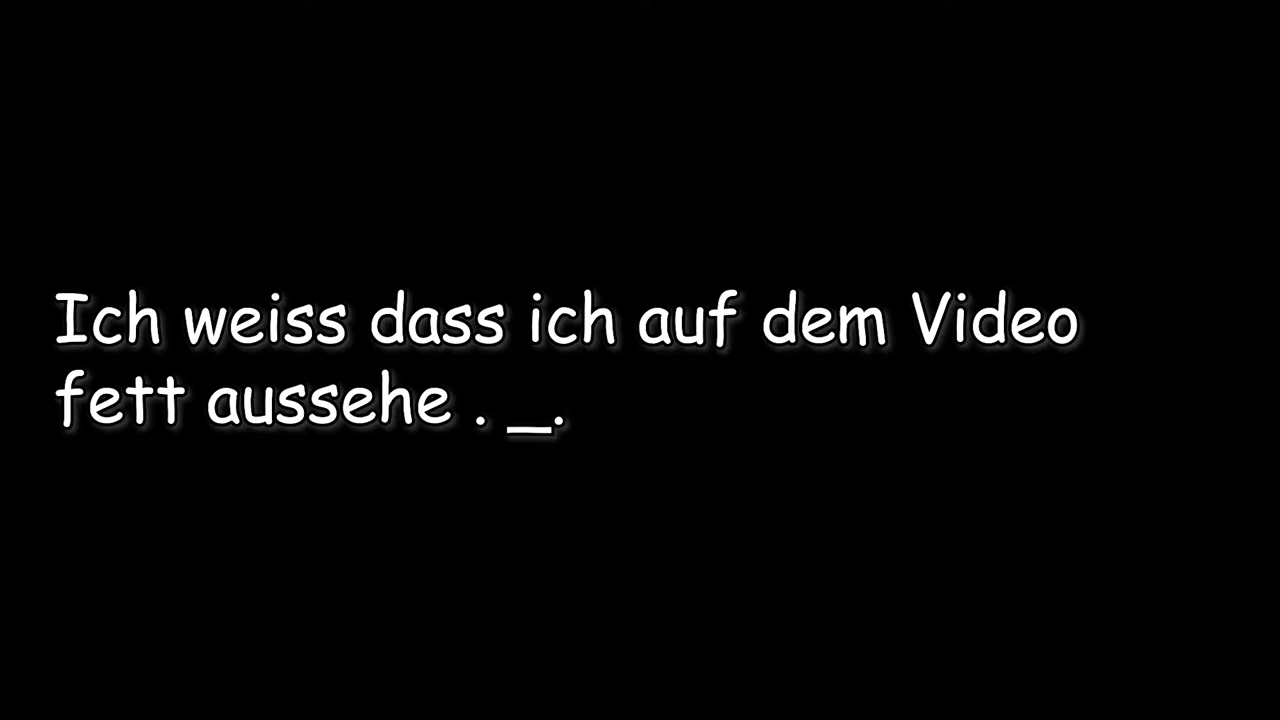 Ich weiss dass ich auf dem Video
fett aussehe . _.